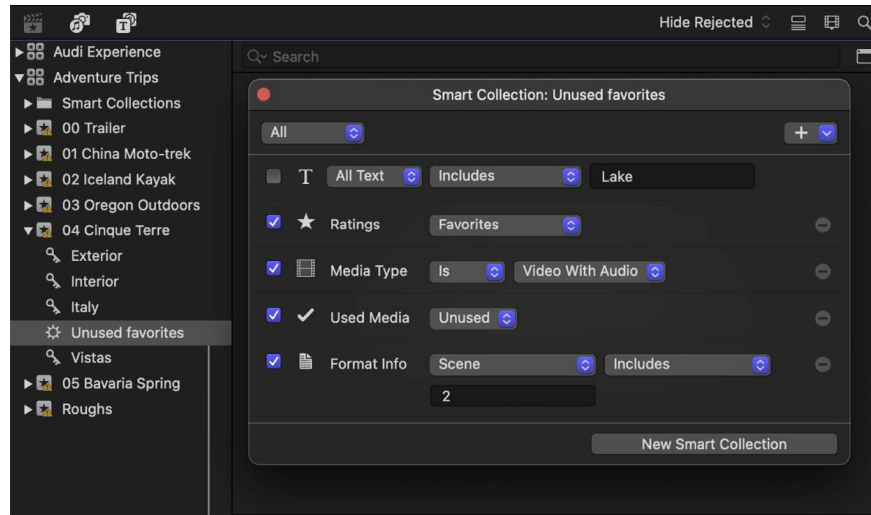 Hide Rejected
Audi Experience
Adventure Trips
Smart Collections
00 Trailer
01 China Moto-trek
02 Iceland Kayak
03 Oregon Outdoors
04 Cinque Terre
Exterior
Interior
Italy
Unused favorites
Vistas
05 Bavaria Spring
Roughs
Search
Smart Collection: Unused favorites
All
T All Text Includes Lake
Ratings Favorites
Media Type Is Video With Audio
Used Media Unused
Format Info Scene Includes
2
New Smart Collection